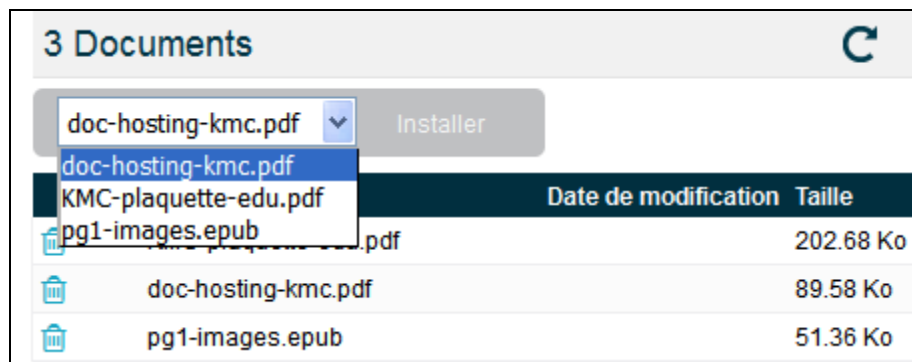 3 Documents
doc-hosting-kmc.pdf Installer
doc-hosting-kmc.pdf
KMC-plaquette-edu.pdf
pg1-images.epub
Date de modification Taille
.pdf 202.68 Ko
doc-hosting-kmc.pdf 89.58 Ko
pg1-images.epub 51.36 Ko